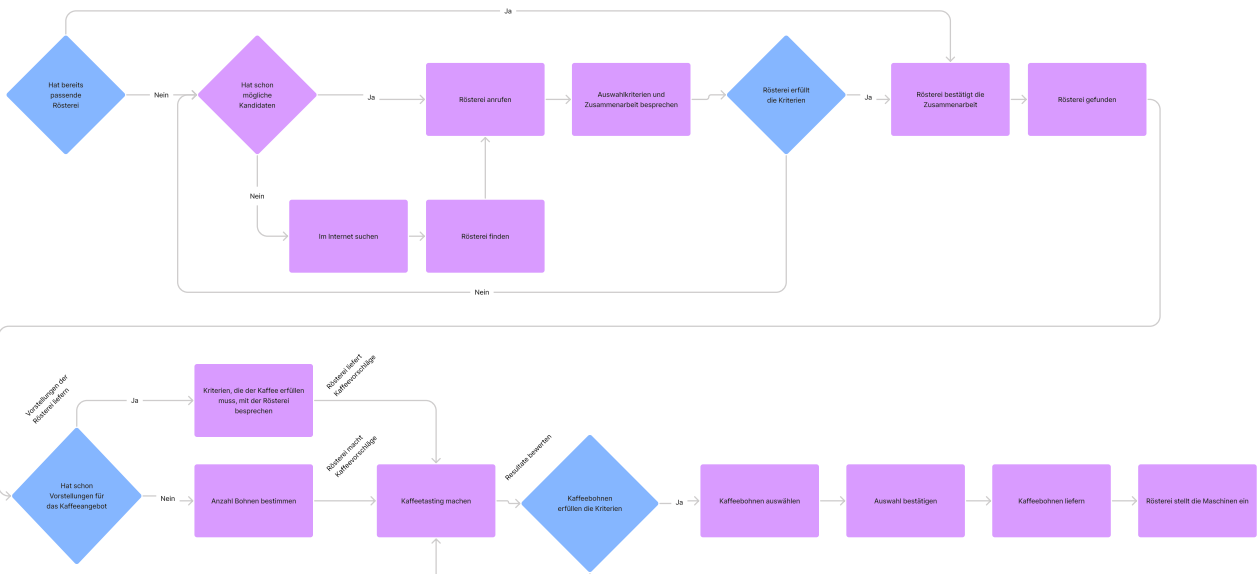 Ja
Hat bereits
passende
Rösterei
Nein
Hat schon
mögliche
Kandidaten
Ja
Rösterei anrufen
Auswahlkriterien und
Zusammenarbeit besprechen
Rösterei erfüllt
die Kriterien
Ja
Rösterei bestätigt die
Zusammenarbeit
Rösterei gefunden
Nein
Im Internet suchen
Rösterei finden
Nein
Vorstellungen der
Rösterei liefern
Ja
Kriterien, die der Kaffee erfüllen
muss, mit der Rösterei
besprechen
Rösterei liefert
Kaffeevorschläge
Hat schon
Vorstellungen für
das Kaffeeangebot
Nein
Anzahl Bohnen bestimmen
Rösterei macht
Kaffeevorschläge
Kaffeetasting machen
Resultate bewerten
Kaffeebohnen
erfüllen die Kriterien
Ja
Kaffeebohnen auswählen
Auswahl bestätigen
Kaffeebohnen liefern
Rösterei stellt die Maschinen ein